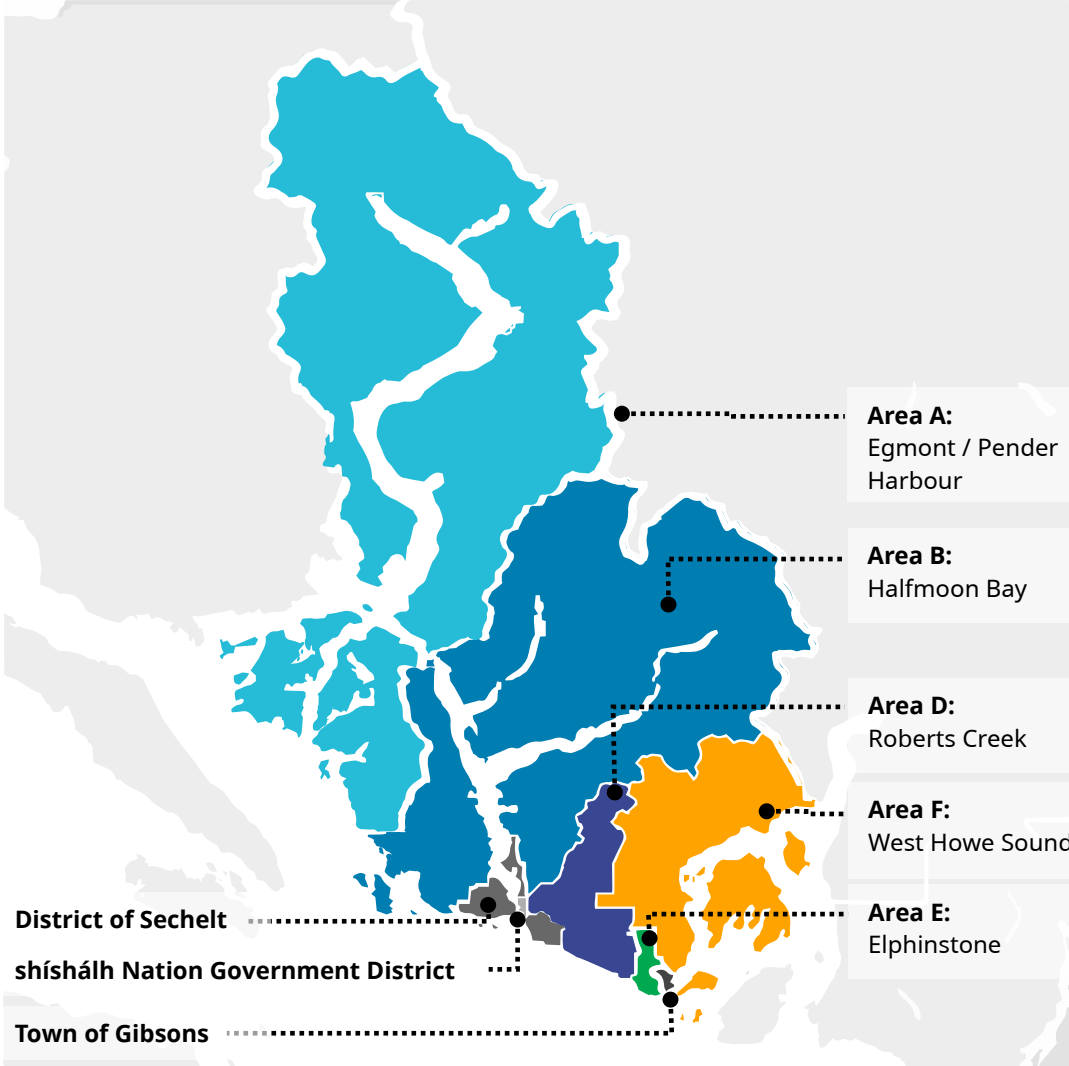 Area A:
Egmont / Pender
Harbour
Area B:
Halfmoon Bay
Area D:
Roberts Creek
Area F:
West Howe Sound
Area E:
Elphinstone
District of Sechelt
shíshálh Nation Government District
Town of Gibsons